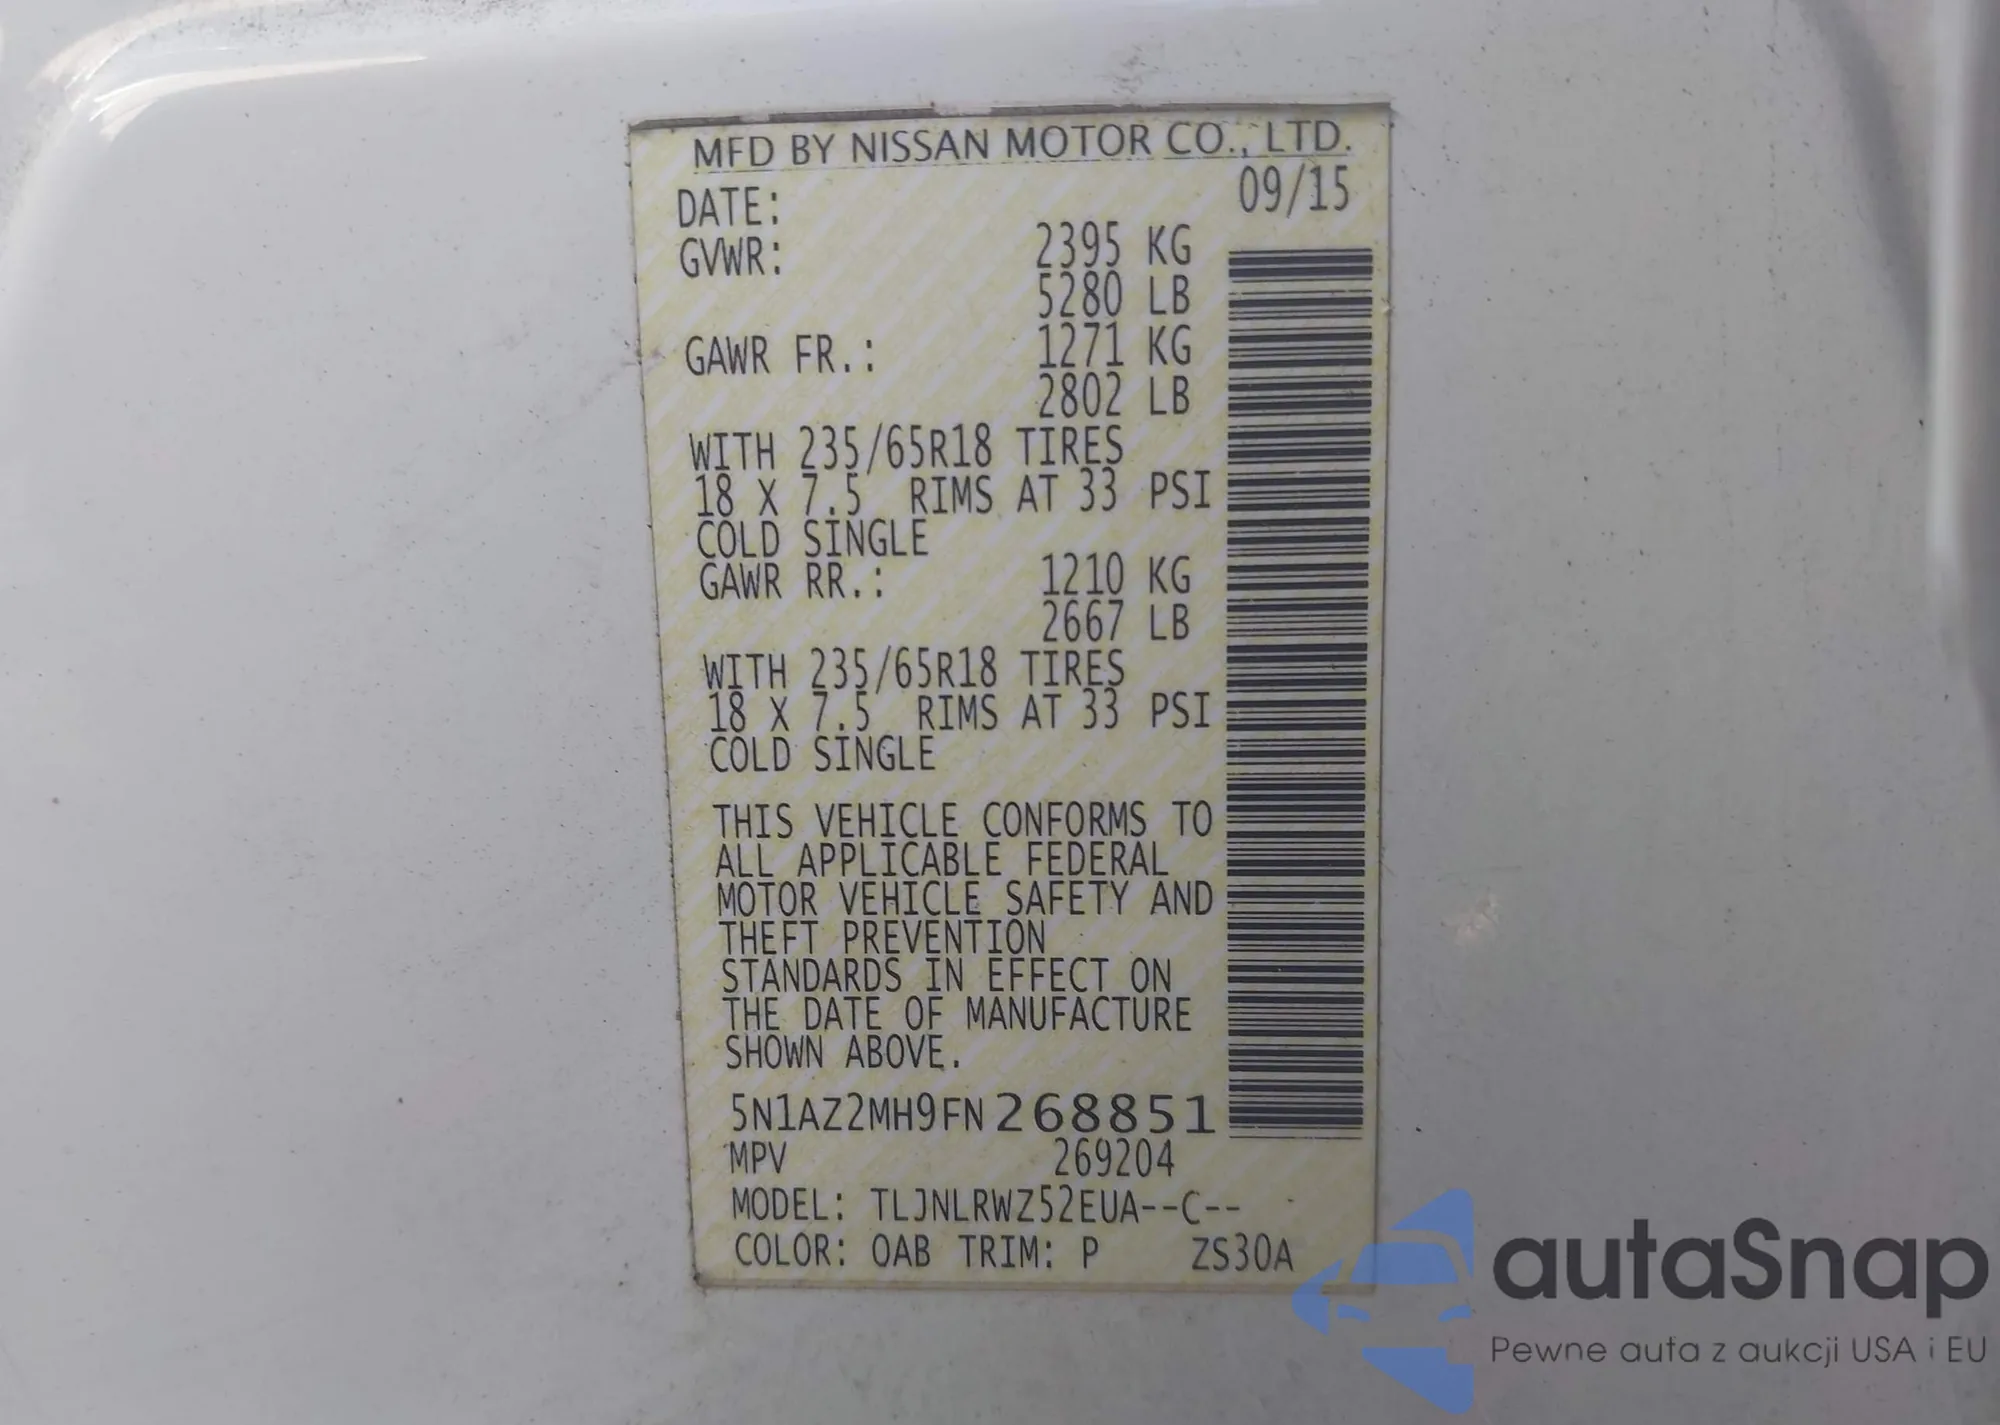 MFD BY NISSAN MOTOR CO., LTD.
DATE: 09/15
GVWR: 2395 KG
5280 LB
GAWR FR.: 1271 KG
2802 LB
WITH 235/65R18 TIRES
18 X 7.5 RIMS AT 33 PSI
COLD SINGLE
GAWR RR.: 1210 KG
2667 LB
WITH 235/65R18 TIRES
18 X 7.5 RIMS AT 33 PSI
COLD SINGLE
THIS VEHICLE CONFORMS TO
ALL APPLICABLE FEDERAL
MOTOR VEHICLE SAFETY AND
THEFT PREVENTION
STANDARDS IN EFFECT ON
THE DATE OF MANUFACTURE
SHOWN ABOVE.
5N1AZ2MH9FN268851
MPV 269204
MODEL: TLJNLRWZ52EUA--C--
COLOR: QAB TRIM: P ZS30A
autaSnap
Pewne auta z aukcji USA i EU